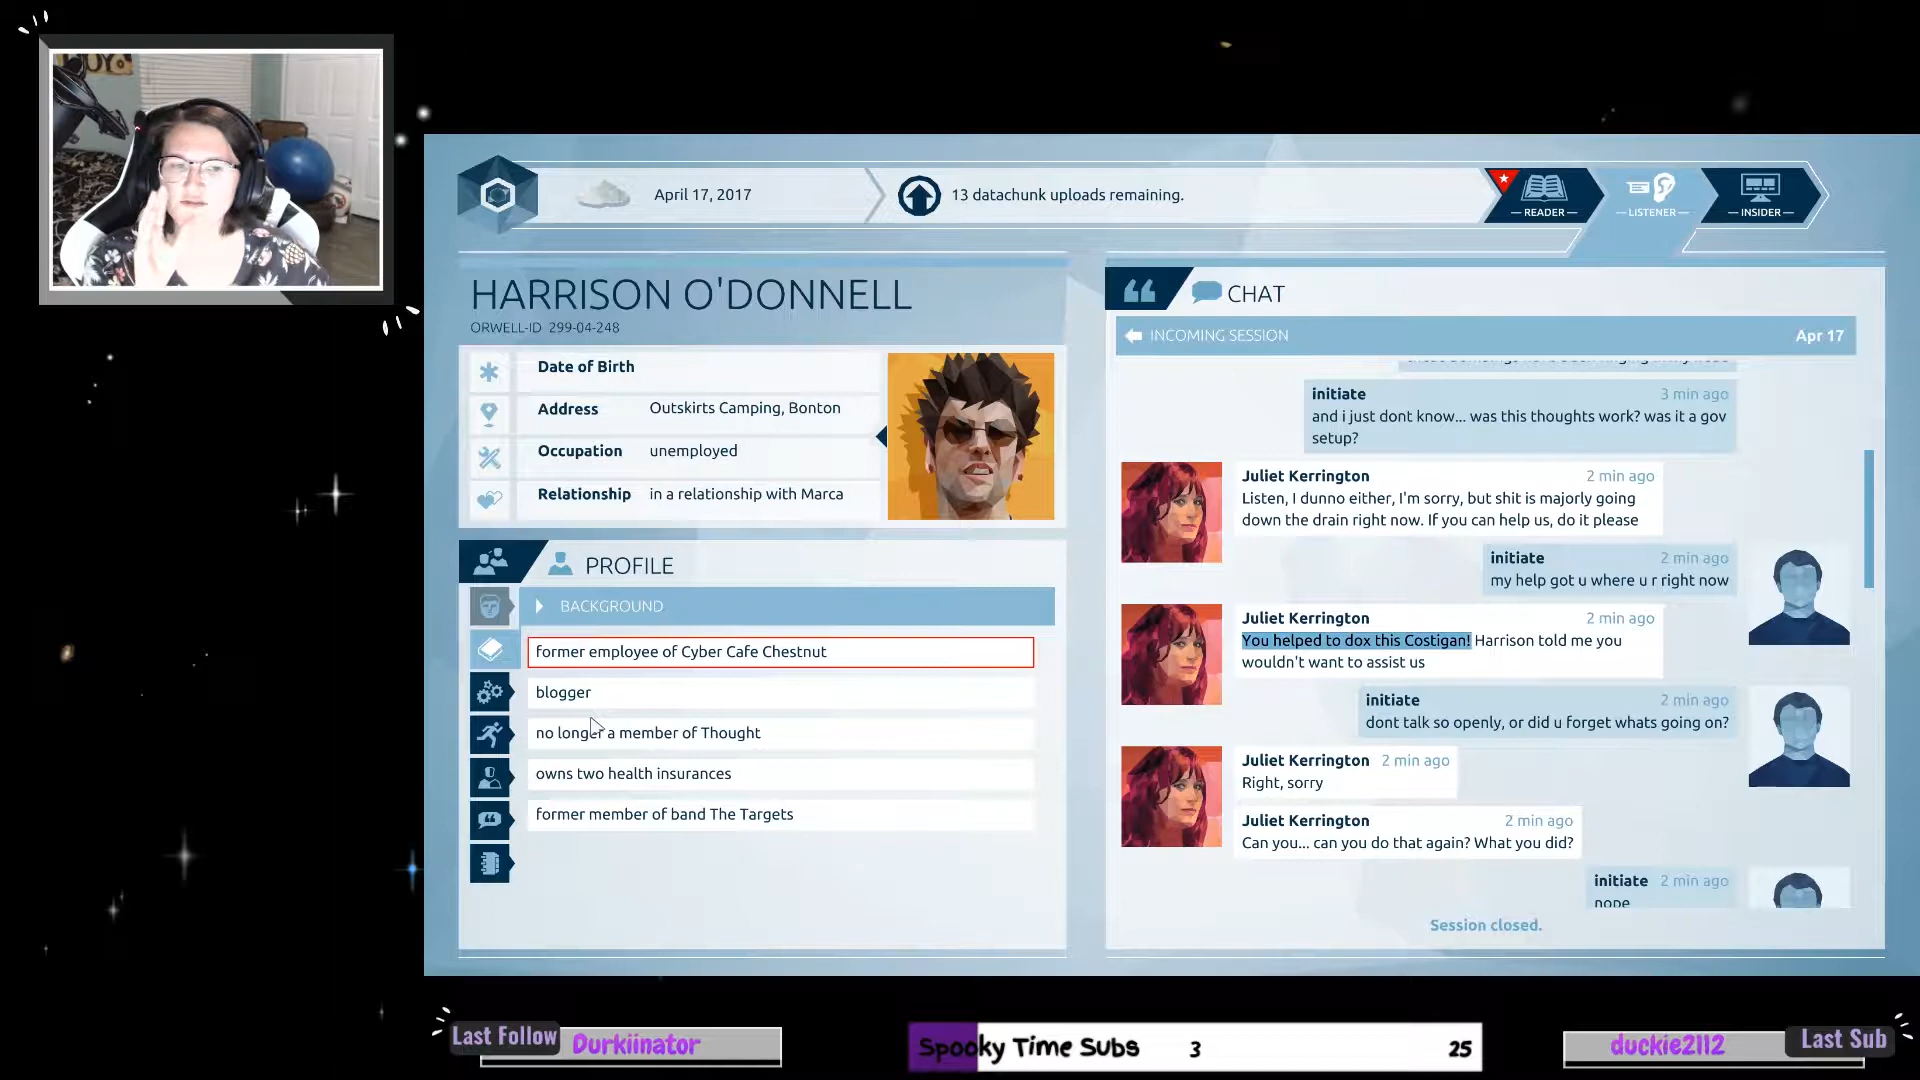 April 17, 2017
13 datachunk uploads remaining.
READER
LISTENER
INSIDER
HARRISON O'DONNELL
ORWELL-ID 299-04-248
Date of Birth
Address Outskirts Camping, Bonton
Occupation unemployed
Relationship in a relationship with Marca
PROFILE
BACKGROUND
former employee of Cyber Cafe Chestnut
blogger
no longer a member of Thought
owns two health insurances
former member of band The Targets
CHAT
INCOMING SESSION Apr 17
initiate 3 min ago
and i just dont know... was this thoughts work? was it a gov
setup?
Juliet Kerrington 2 min ago
Listen, I dunno either, I'm sorry, but shit is majorly going
down the drain right now. If you can help us, do it please
initiate 2 min ago
my help got u where u r right now
Juliet Kerrington 2 min ago
You helped to dox this Costigan! Harrison told me you
wouldn't want to assist us
initiate 2 min ago
dont talk so openly, or did u forget whats going on?
Juliet Kerrington 2 min ago
Right, sorry
Juliet Kerrington 2 min ago
Can you... can you do that again? What you did?
initiate 2 min ago
nope
Session closed.
Last Follow Durkiinator
Spooky Time Subs 3 25
duckie2112 Last Sub